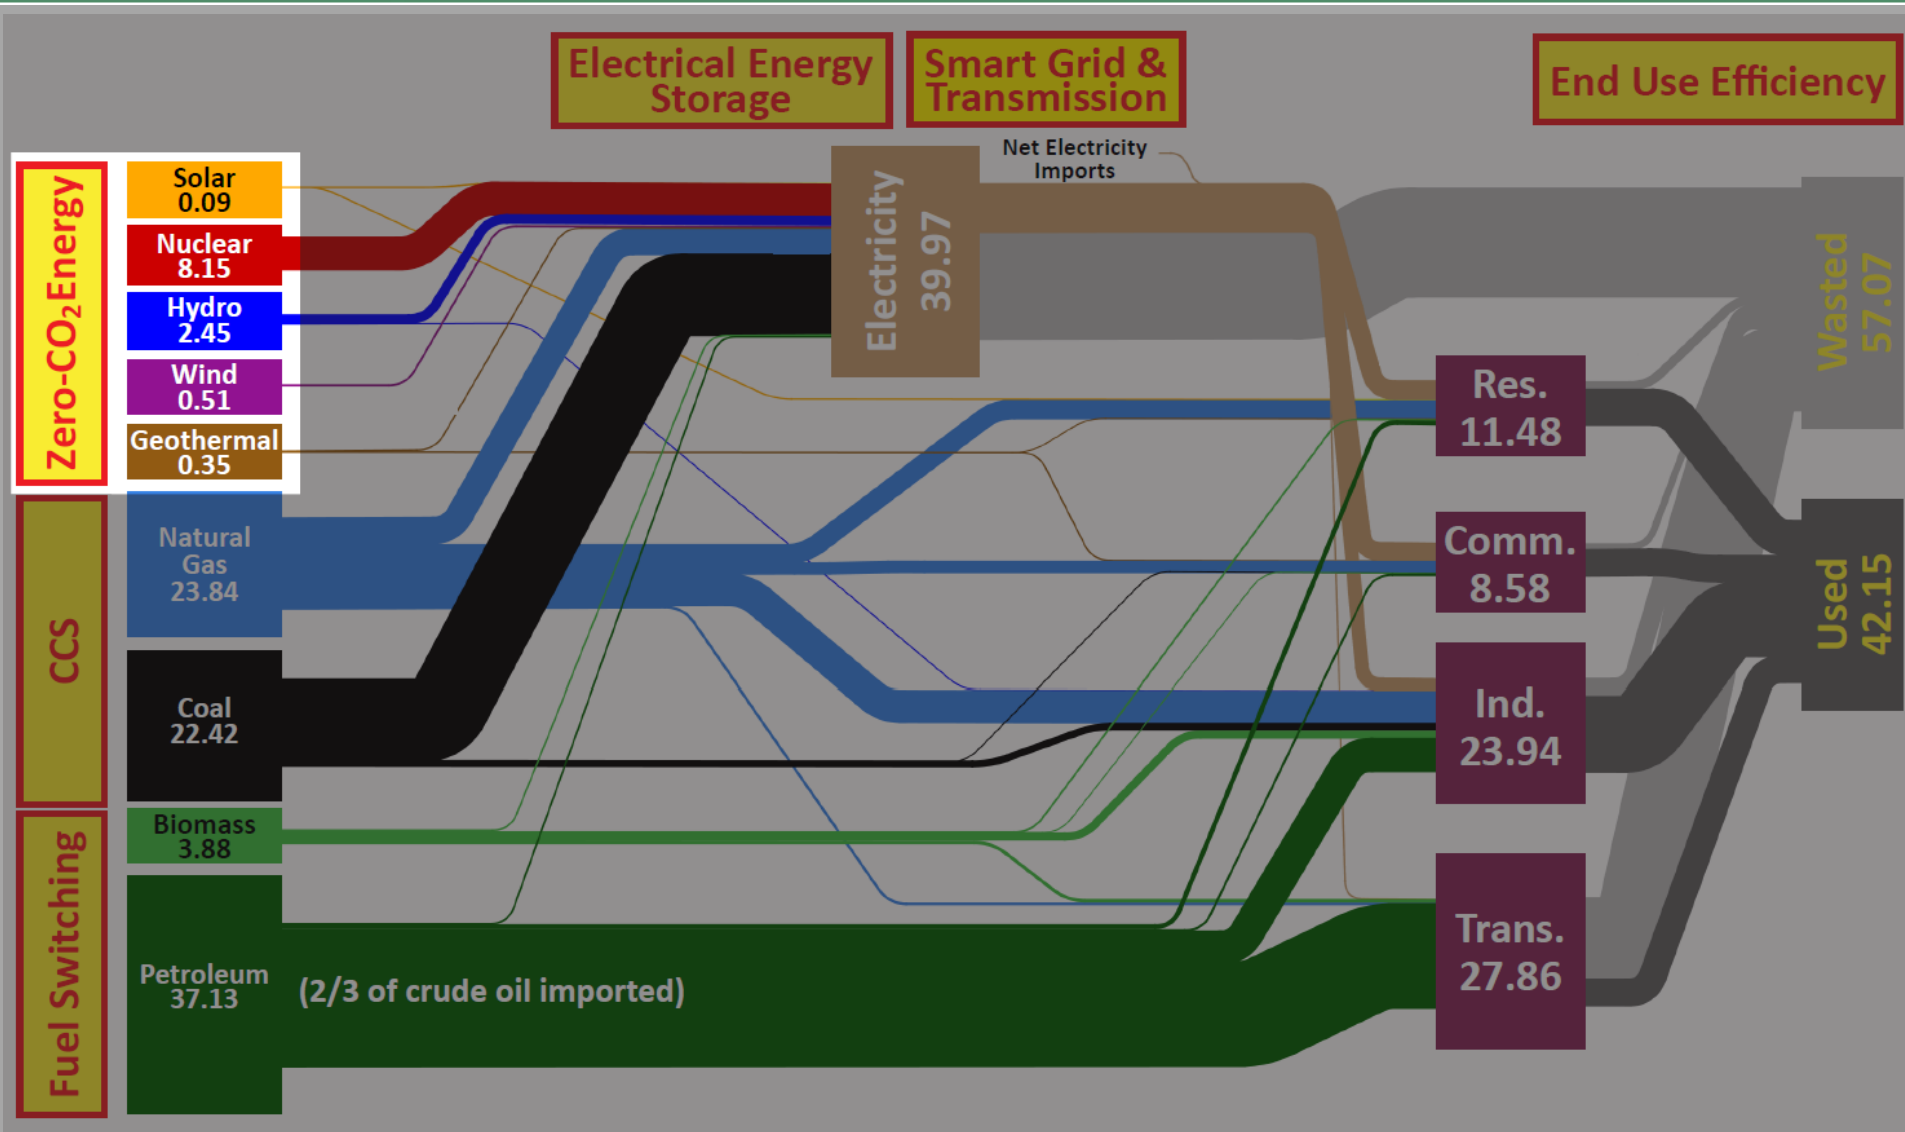 Electrical Energy
Storage
Smart Grid &
Transmission
End Use Efficiency
Net Electricity
Imports
Zero-CO₂Energy
Solar
0.09
Nuclear
8.15
Hydro
2.45
Wind
0.51
Geothermal
0.35
CCS
Natural
Gas
23.84
Coal
22.42
Fuel Switching
Biomass
3.88
Petroleum
37.13
(2/3 of crude oil imported)
Electricity
39.97
Res.
11.48
Comm.
8.58
Ind.
23.94
Trans.
27.86
Wasted
57.07
Used
42.15